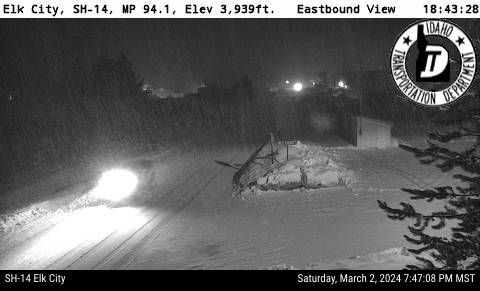 Elk City, SH-14, MP 94.1, Elev 3,939ft. Eastbound View 18:43:28
IDAHO
TRANSPORTATION DEPARTMENT
SH-14 Elk City Saturday, March 2, 2024 7:47:08 PM MST